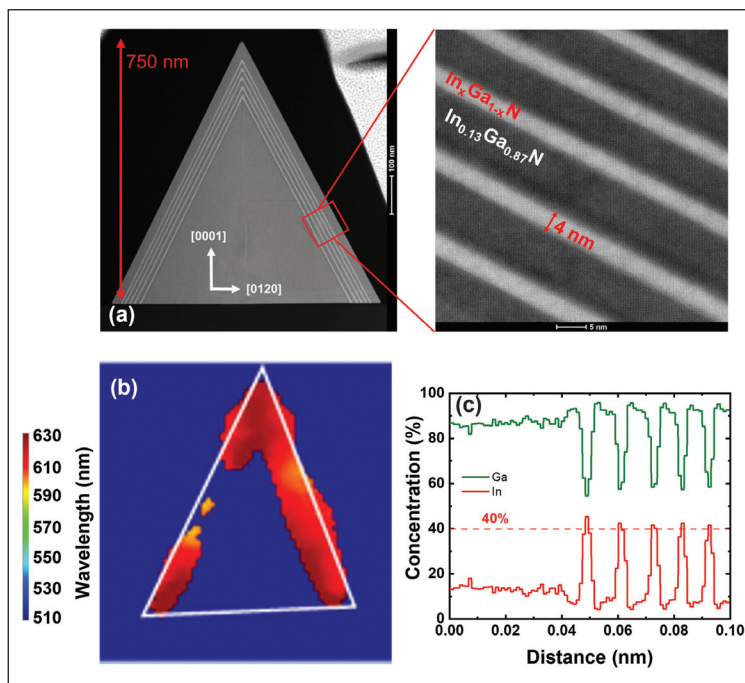 750 nm
[0001]
[0120]
(a)
100 nm
InxGa1-xN
In0.13Ga0.87N
4 nm
5 nm
(b)
630
610
590
570
550
530
510
Wavelength (nm)
(c)
100
80
60
40
20
0
Concentration (%)
Ga
In
40%
0.00 0.02 0.04 0.06 0.08 0.10
Distance (nm)